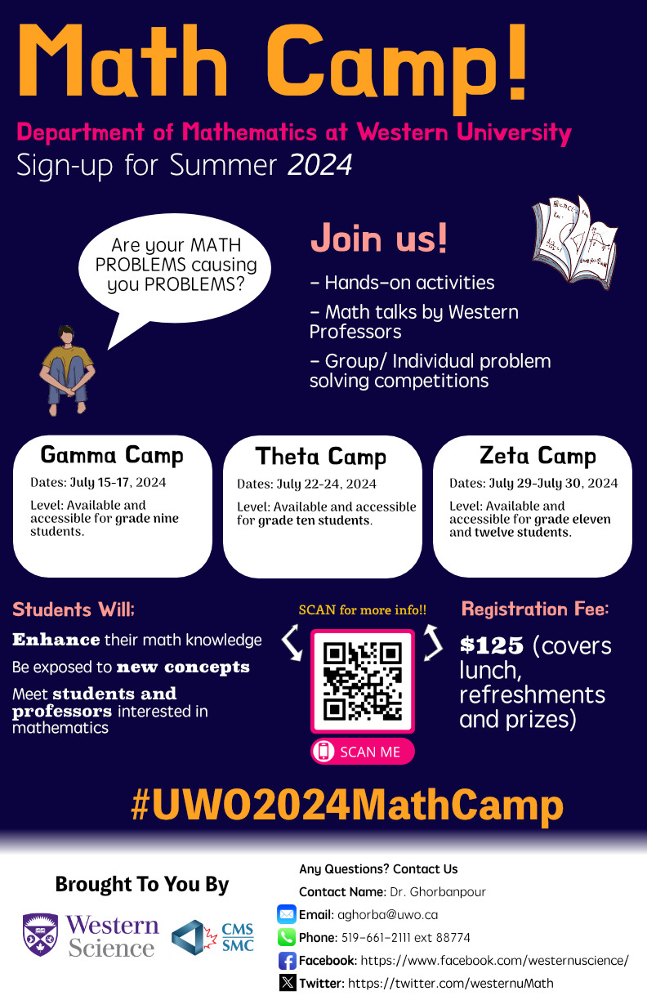 Math Camp!
Department of Mathematics at Western University
Sign-up for Summer 2024
Are your MATH
PROBLEMS causing
you PROBLEMS?
Join us!
- Hands-on activities
- Math talks by Western
Professors
- Group/ Individual problem
solving competitions
Gamma Camp
Dates: July 15-17, 2024
Level: Available and
accessible for grade nine
students.
Theta Camp
Dates: July 22-24, 2024
Level: Available and accessible
for grade ten students.
Zeta Camp
Dates: July 29-July 30, 2024
Level: Available and
accessible for grade eleven
and twelve students.
Students Will;
Enhance their math knowledge
Be exposed to new concepts
Meet students and
professors interested in
mathematics
SCAN for more info!!
SCAN ME
Registration Fee:
$125 (covers
lunch,
refreshments
and prizes)
#UWO2024MathCamp
Brought To You By
Western
Science
CMS
SMC
Any Questions? Contact Us
Contact Name: Dr. Ghorbanpour
Email: aghorba@uwo.ca
Phone: 519-661-2111 ext 88774
Facebook: https://www.facebook.com/westernuscience/
Twitter: https://twitter.com/westernuMath